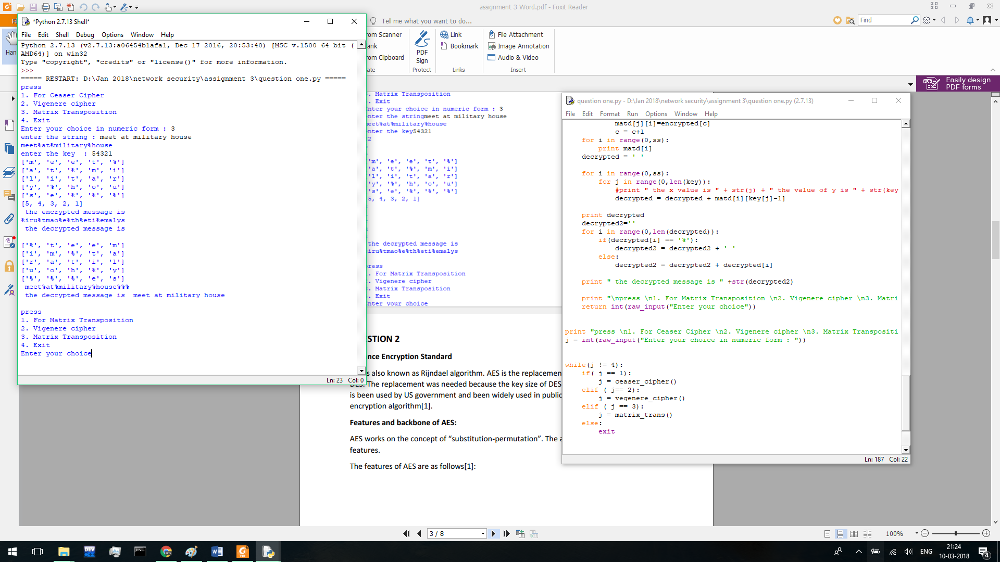 assignment 3 Word.pdf - Foxit Reader
Tell me what you want to do...
Find
*Python 2.7.13 Shell*
File Edit Shell Debug Options Window Help
Python 2.7.13 (v2.7.13:a06454b1afa1, Dec 17 2016, 20:53:40) [MSC v.1500 64 bit (
AMD64)] on win32
Type "copyright", "credits" or "license()" for more information.
>>>
===== RESTART: D:\Jan 2018\network security\assignment 3\question one.py =====
press
1. For Ceaser Cipher
2. Vigenere cipher
3. Matrix Transposition
4. Exit
Enter your choice in numeric form : 3
enter the string : meet at military house
meet%at%military%house
enter the key  : 54321
['m', 'e', 'e', 't', '%']
['a', 't', '%', 'm', 'i']
['l', 'i', 't', 'a', 'r']
['y', '%', 'h', 'o', 'u']
['s', 'e', '%', '%', '%']
[5, 4, 3, 2, 1]
the encrypted message is
%iru%tmao%e%th%eti%emalys
the decrypted message is
['%', 't', 'e', 'e', 'm']
['i', 'm', '%', 't', 'a']
['r', 'a', 't', 'i', 'l']
['u', 'o', 'h', '%', 'y']
['%', '%', '%', 'e', 's']
meet%at%military%house%%%
the decrypted message is  meet at military house
press
1. For Matrix Transposition
2. Vigenere cipher
3. Matrix Transposition
4. Exit
Enter your choice
Ln: 23 Col: 0
Han
rom Scanner
lank
rom Clipboard
ate
PDF
Sign
Protect
Link
Bookmark
Links
File Attachment
Image Annotation
Audio & Video
Insert
PDF
Easily design
PDF forms
. Matrix Transposition
. Exit
nter your choice in numeric form : 3
nter the stringmeet at military house
eet%at%military%house
nter the key54321
2
'm', 'e', 'e', 't', '%']
'a', 't', '%', 'm', 'i']
'l', 'i', 't', 'a', 'r']
'y', '%', 'h', 'o', 'u']
's', 'e', '%', '%', '%']
5, 4, 3, 2, 1]
the decrypted message is
iru%tmao%e%th%eti%emalys
ress
. For Matrix Transposition
. Vigenere cipher
. Matrix Transposition
. Exit
nter your choice
STION 2
nce Encryption Standard
s also known as Rijndael algorithm. AES is the replacemen
DES. The replacement was needed because the key size of DES
is been used by US government and been widely used in public
encryption algorithm[1].
Features and backbone of AES:
AES works on the concept of “substitution-permutation”. The a
features.
The features of AES are as follows[1]:
question one.py - D:\Jan 2018\network security\assignment 3\question one.py (2.7.13)
File Edit Format Run Options Window Help
matd[j][i]=encrypted[c]
c = c+1
for i in range(0,ss):
print matd[i]
decrypted = ' '
for i in range(0,ss):
for j in range(0,len(key)):
#print " the x value is " + str(j) + " the value of y is " + str(key
decrypted = decrypted + matd[i][key[j]-1]
print decrypted
decrypted2=''
for i in range(0,len(decrypted)):
if(decrypted[i] == '%'):
decrypted2 = decrypted2 + ' '
else:
decrypted2 = decrypted2 + decrypted[i]
print " the decrypted message is " +str(decrypted2)
print "\npress \n1. For Matrix Transposition \n2. Vigenere cipher \n3. Matri
return int(raw_input("Enter your choice"))
print "press \n1. For Ceaser Cipher \n2. Vigenere cipher \n3. Matrix Transpositi
j = int(raw_input("Enter your choice in numeric form : "))
while(j != 4):
if( j == 1):
j = ceaser_cipher()
elif ( j== 2):
j = vegenere_cipher()
elif ( j == 3):
j = matrix_trans()
else:
exit
Ln: 187 Col: 22
3 / 8
100%
DEV
ENG
21:24
10-03-2018
4